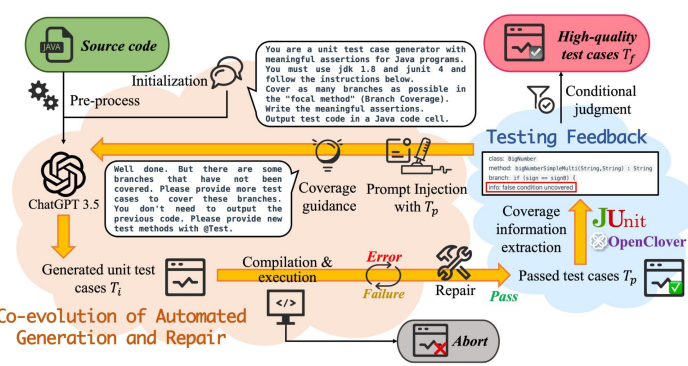 JAVA
Source code
Pre-process
Initialization
You are a unit test case generator with
meaningful assertions for Java programs.
You must use jdk 1.8 and junit 4 and
follow the instructions below.
Cover as many branches as possible in
the "focal method" (Branch Coverage).
Write the meaningful assertions.
Output test code in a Java code cell.
High-quality
test cases Tf
Conditional
judgment
Testing Feedback
class: BigNumber
method: bigNumberSimpleMulti(String,String) : String
branch: if (sign == signB) {
info: false condition uncovered
ChatGPT 3.5
Well done. But there are some
branches that have not been
covered. Please provide more test
cases to cover these branches.
You don't need to output the
previous code. Please provide new
test methods with @Test.
Coverage
guidance
Prompt Injection
with Tp
Coverage
information
extraction
JUnit
OpenClover
Generated unit test
cases Ti
Compilation &
execution
Error
Failure
Repair
Pass
Passed test cases Tp
</>
Co-evolution of Automated
Generation and Repair
Abort